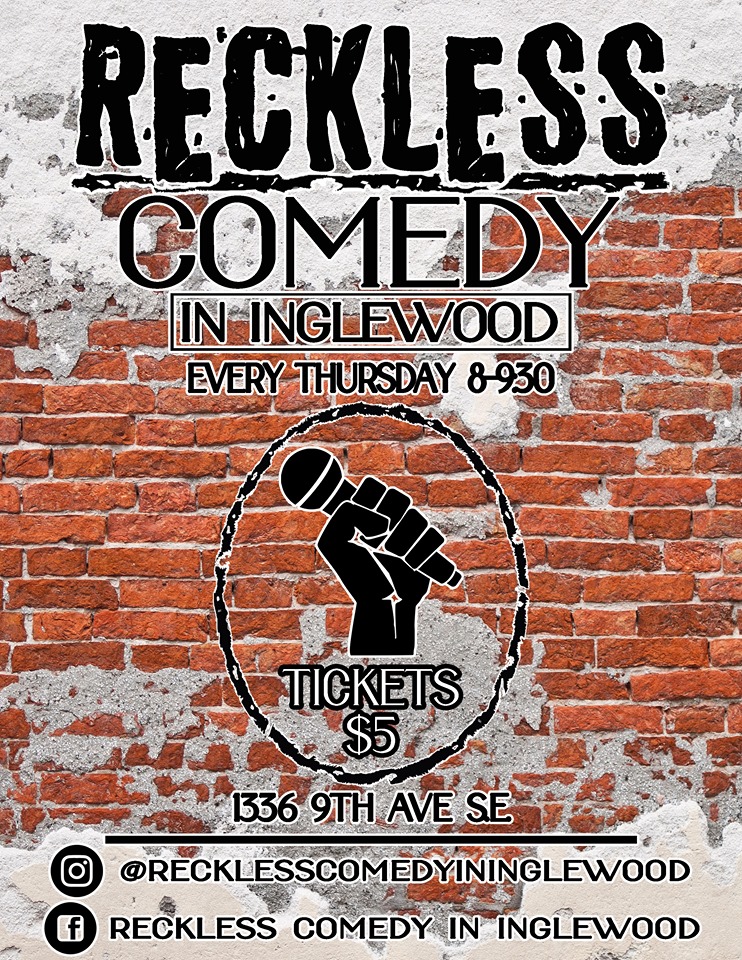 RECKLESS
COMEDY
IN INGLEWOOD
EVERY THURSDAY 8-930
TICKETS
$5
1336 9TH AVE S.E.
@RECKLESSCOMEDYININGLEWOOD
RECKLESS COMEDY IN INGLEWOOD